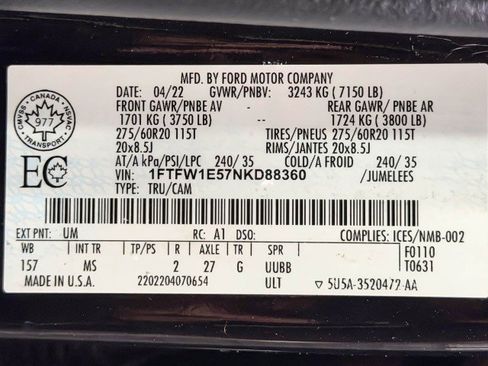 MFD. BY FORD MOTOR COMPANY
DATE: 04/22 GVWR/PNBV: 3243 KG ( 7150 LB)
FRONT GAWR/PNBE AV - REAR GAWR/ PNBE AR
1701 KG ( 3750 LB) 1724 KG ( 3800 LB)
275/60R20 115T TIRES/PNEUS 275/60R20 115T
20x8.5J RIMS/JANTES 20x8.5J
AT/A kPa/PSI/LPC 240/ 35 COLD/A FROID 240/ 35
VIN: 1FTFW1E57NKD88360 /JUMELEES
TYPE: TRU/CAM
CMVSS · CANADA · NSVAC
977
TRANSPORT
EC
EXT PNT: UM RC: A1 DSO: COMPLIES: ICES/NMB-002
WB INT TR TP/PS R AXLE TR SPR F0110
157 MS 2 27 G UUBB T0631
MADE IN U.S.A. 2202204070654 ULT ▽ 5U5A-3520472-AA